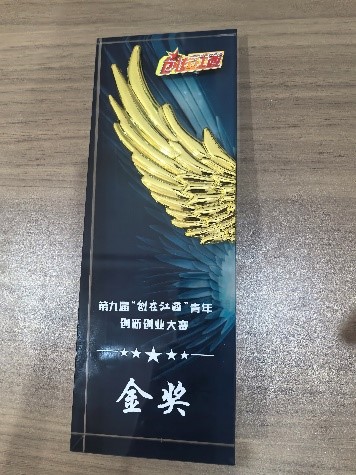 创在江西
第九届“创在江西”青年
创新创业大赛
金奖